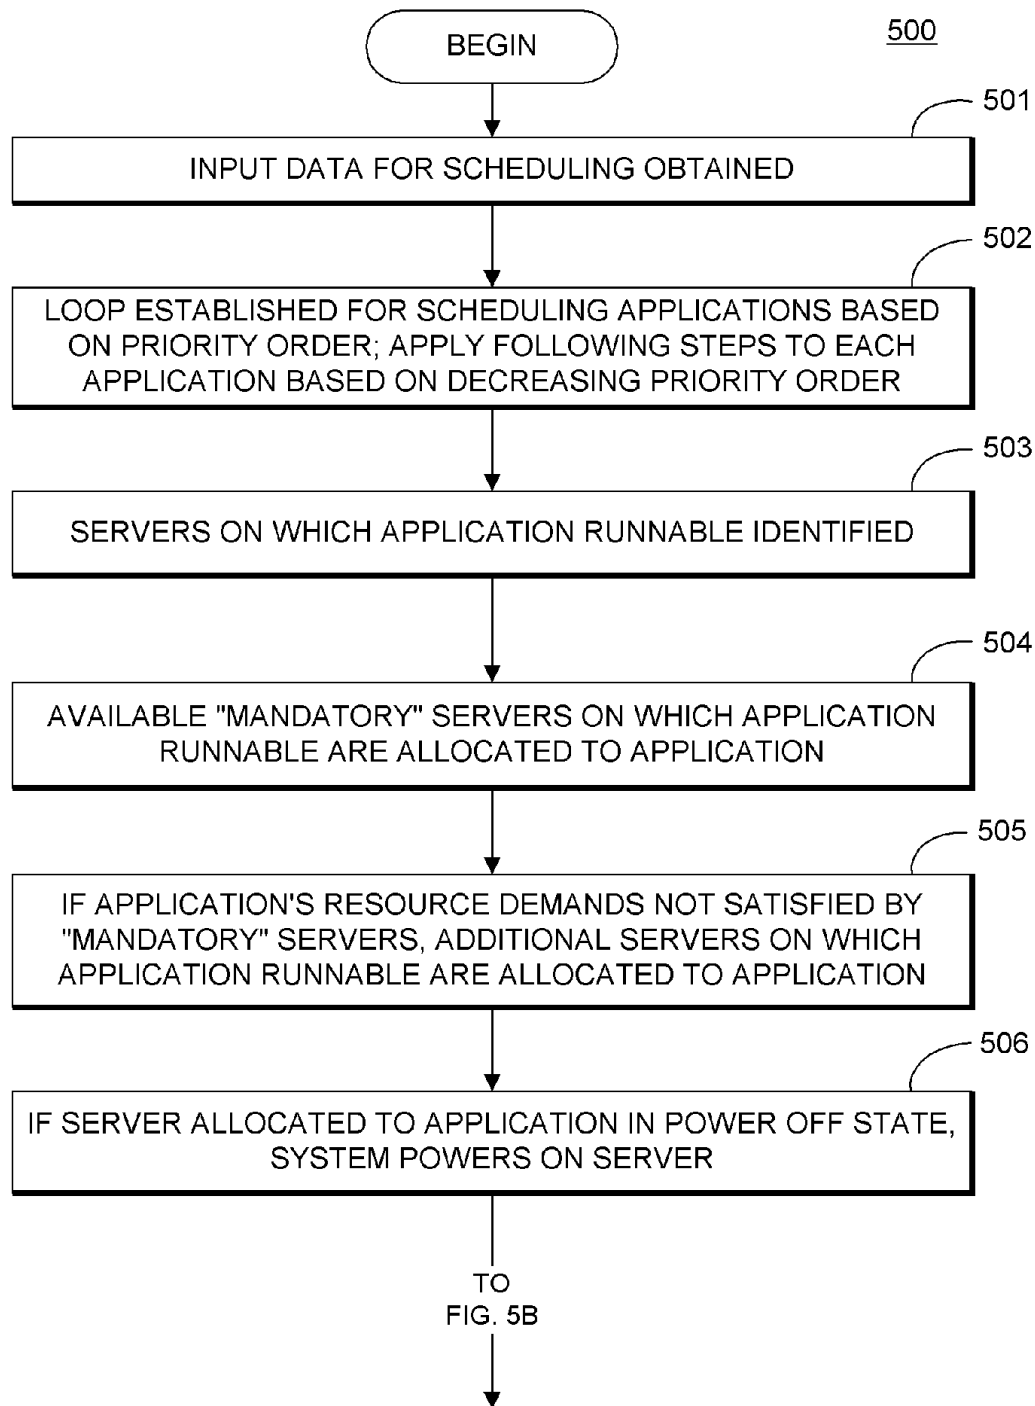 BEGIN
500
501
INPUT DATA FOR SCHEDULING OBTAINED
502
LOOP ESTABLISHED FOR SCHEDULING APPLICATIONS BASED
ON PRIORITY ORDER; APPLY FOLLOWING STEPS TO EACH
APPLICATION BASED ON DECREASING PRIORITY ORDER
503
SERVERS ON WHICH APPLICATION RUNNABLE IDENTIFIED
504
AVAILABLE "MANDATORY" SERVERS ON WHICH APPLICATION
RUNNABLE ARE ALLOCATED TO APPLICATION
505
IF APPLICATION'S RESOURCE DEMANDS NOT SATISFIED BY
"MANDATORY" SERVERS, ADDITIONAL SERVERS ON WHICH
APPLICATION RUNNABLE ARE ALLOCATED TO APPLICATION
506
IF SERVER ALLOCATED TO APPLICATION IN POWER OFF STATE,
SYSTEM POWERS ON SERVER
TO
FIG. 5B